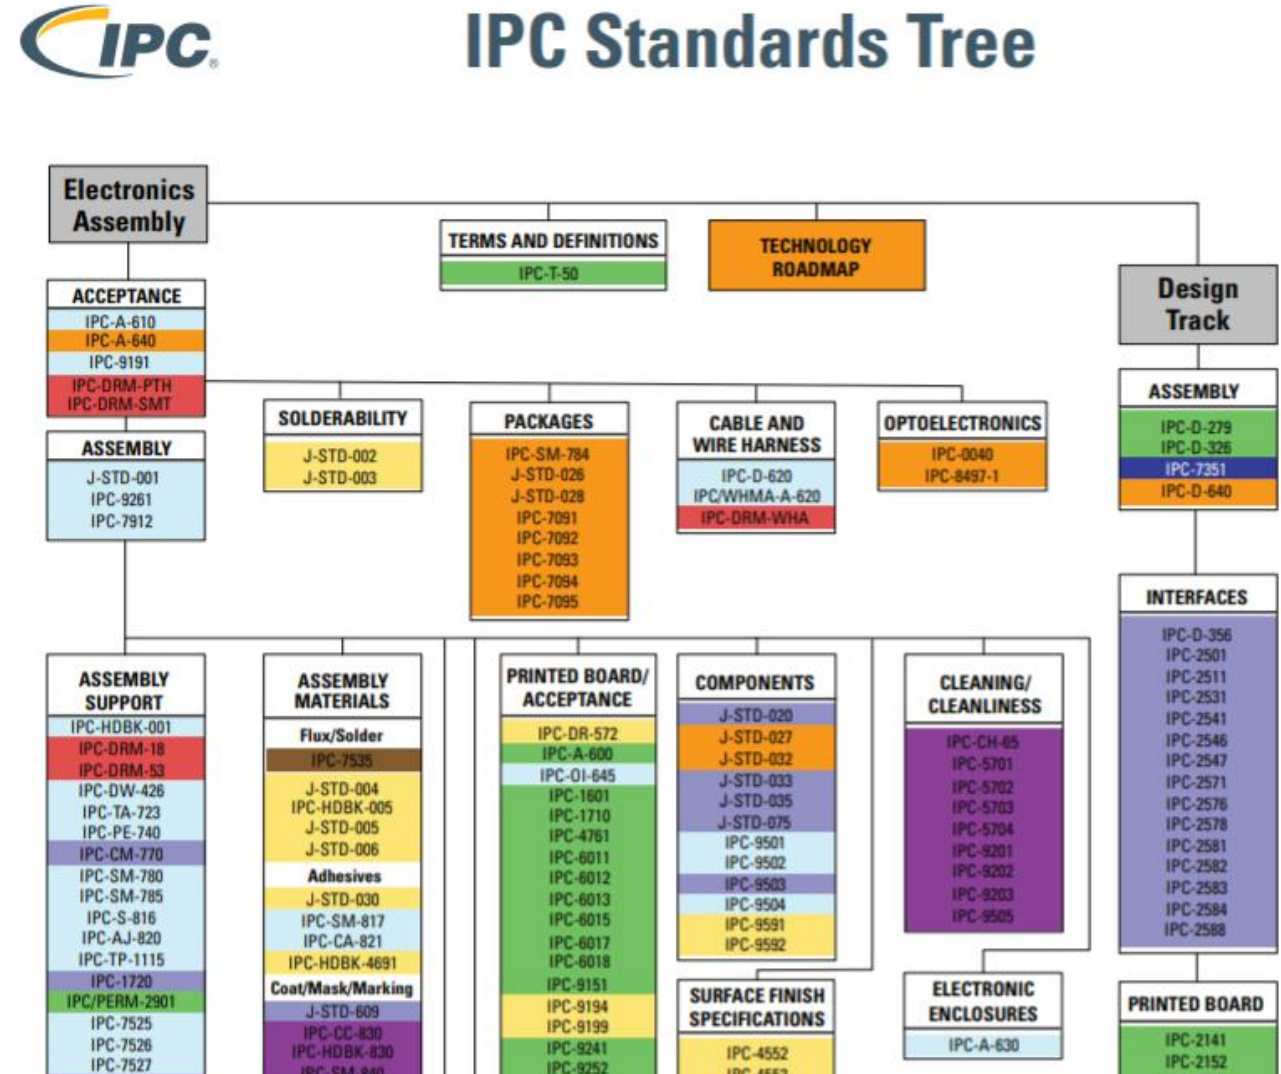 IPC®
IPC Standards Tree
Electronics
Assembly
TERMS AND DEFINITIONS
IPC-T-50
TECHNOLOGY
ROADMAP
Design
Track
ACCEPTANCE
IPC-A-610
IPC-A-640
IPC-9191
IPC-DRM-PTH
IPC-DRM-SMT
ASSEMBLY
J-STD-001
IPC-9261
IPC-7912
SOLDERABILITY
J-STD-002
J-STD-003
PACKAGES
IPC-SM-784
J-STD-026
J-STD-028
IPC-7091
IPC-7092
IPC-7093
IPC-7094
IPC-7095
CABLE AND
WIRE HARNESS
IPC-D-620
IPC/WHMA-A-620
IPC-DRM-WHA
OPTOELECTRONICS
IPC-0040
IPC-8497-1
ASSEMBLY
IPC-D-279
IPC-D-326
IPC-7351
IPC-D-640
INTERFACES
IPC-D-356
IPC-2501
IPC-2511
IPC-2531
IPC-2541
IPC-2546
IPC-2547
IPC-2571
IPC-2576
IPC-2578
IPC-2581
IPC-2582
IPC-2583
IPC-2584
IPC-2588
ASSEMBLY
SUPPORT
IPC-HDBK-001
IPC-DRM-18
IPC-DRM-53
IPC-DW-426
IPC-TA-723
IPC-PE-740
IPC-CM-770
IPC-SM-780
IPC-SM-785
IPC-S-816
IPC-AJ-820
IPC-TP-1115
IPC-1720
IPC/PERM-2901
IPC-7525
IPC-7526
IPC-7527
ASSEMBLY
MATERIALS
Flux/Solder
IPC-7535
J-STD-004
IPC-HDBK-005
J-STD-005
J-STD-006
Adhesives
J-STD-030
IPC-SM-817
IPC-CA-821
IPC-HDBK-4691
Coat/Mask/Marking
J-STD-609
IPC-CC-830
IPC-HDBK-830
IPC-SM-840
PRINTED BOARD/
ACCEPTANCE
IPC-DR-572
IPC-A-600
IPC-OI-645
IPC-1601
IPC-1710
IPC-4761
IPC-6011
IPC-6012
IPC-6013
IPC-6015
IPC-6017
IPC-6018
IPC-9151
IPC-9194
IPC-9199
IPC-9241
IPC-9252
COMPONENTS
J-STD-020
J-STD-027
J-STD-032
J-STD-033
J-STD-035
J-STD-075
IPC-9501
IPC-9502
IPC-9503
IPC-9504
IPC-9591
IPC-9592
SURFACE FINISH
SPECIFICATIONS
IPC-4552
IPC-4553
CLEANING/
CLEANLINESS
IPC-CH-65
IPC-5701
IPC-5702
IPC-5703
IPC-5704
IPC-9201
IPC-9202
IPC-9203
IPC-9505
ELECTRONIC
ENCLOSURES
IPC-A-630
PRINTED BOARD
IPC-2141
IPC-2152